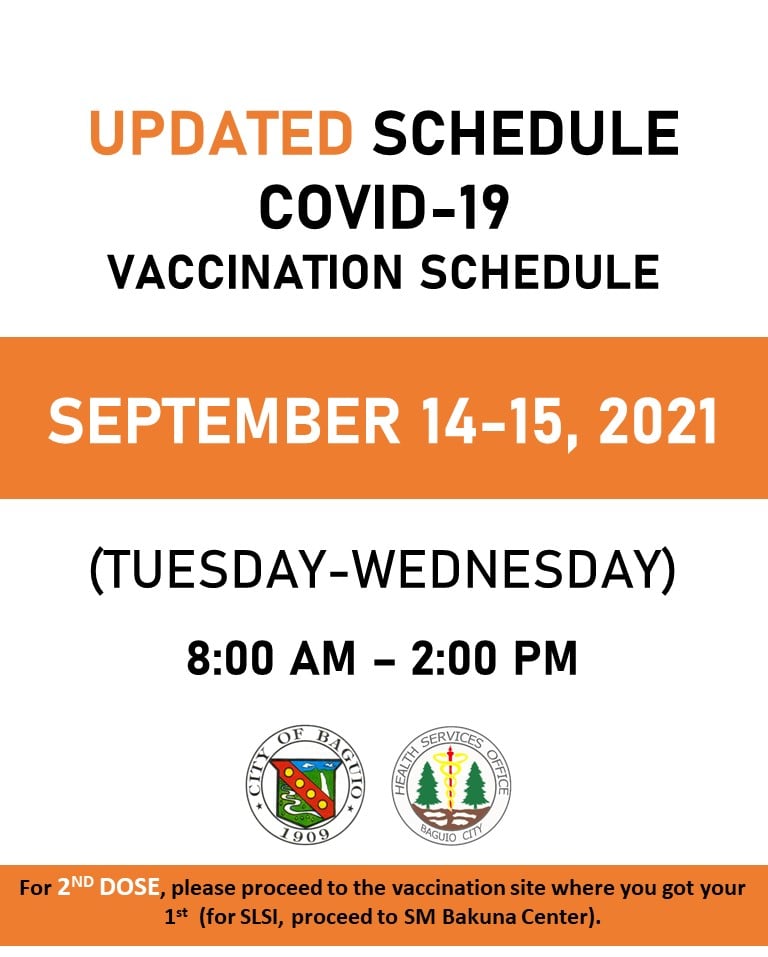 UPDATED SCHEDULE
COVID-19
VACCINATION SCHEDULE
SEPTEMBER 14-15, 2021
(TUESDAY-WEDNESDAY)
8:00 AM – 2:00 PM
CITY OF BAGUIO
1909
HEALTH SERVICES OFFICE
BAGUIO CITY
For 2ND DOSE, please proceed to the vaccination site where you got your
1st (for SLSI, proceed to SM Bakuna Center).